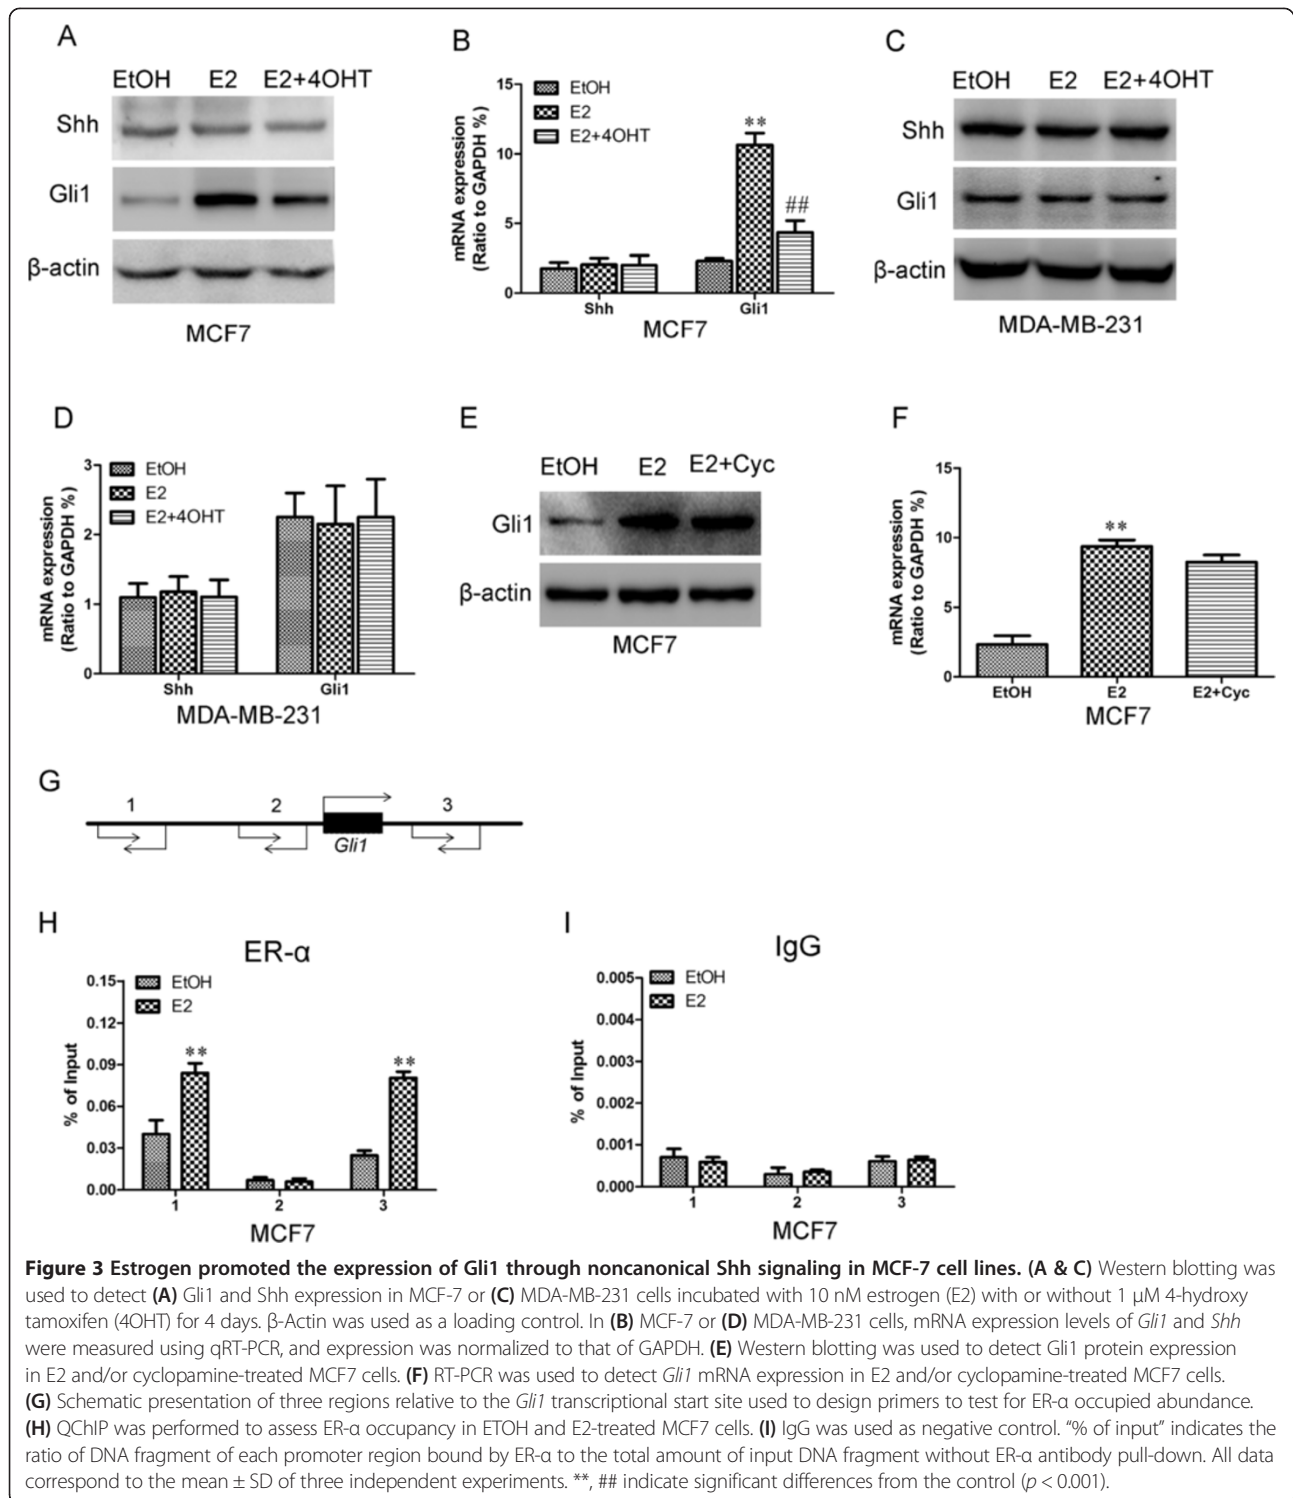 A
EtOH E2 E2+4OHT
Shh
Gli1
β-actin
MCF7
B
mRNA expression
(Ratio to GAPDH %)
15
10
5
0
EtOH
E2
E2+4OHT
**
##
Shh Gli1
MCF7
C
EtOH E2 E2+4OHT
Shh
Gli1
β-actin
MDA-MB-231
D
mRNA expression
(Ratio to GAPDH %)
3
2
1
0
EtOH
E2
E2+4OHT
Shh Gli1
MDA-MB-231
E
EtOH E2 E2+Cyc
Gli1
β-actin
MCF7
F
mRNA expression
(Ratio to GAPDH %)
15
10
5
0
**
EtOH E2 E2+Cyc
MCF7
G
1 2 3
Gli1
H
ER-α
% of Input
0.15
0.12
0.09
0.06
0.03
0.00
EtOH
E2
** **
1 2 3
MCF7
I
IgG
% of Input
0.005
0.004
0.003
0.002
0.001
0.000
EtOH
E2
1 2 3
MCF7
Figure 3 Estrogen promoted the expression of Gli1 through noncanonical Shh signaling in MCF-7 cell lines. (A & C) Western blotting was
used to detect (A) Gli1 and Shh expression in MCF-7 or (C) MDA-MB-231 cells incubated with 10 nM estrogen (E2) with or without 1 μM 4-hydroxy
tamoxifen (4OHT) for 4 days. β-Actin was used as a loading control. In (B) MCF-7 or (D) MDA-MB-231 cells, mRNA expression levels of Gli1 and Shh
were measured using qRT-PCR, and expression was normalized to that of GAPDH. (E) Western blotting was used to detect Gli1 protein expression
in E2 and/or cyclopamine-treated MCF7 cells. (F) RT-PCR was used to detect Gli1 mRNA expression in E2 and/or cyclopamine-treated MCF7 cells.
(G) Schematic presentation of three regions relative to the Gli1 transcriptional start site used to design primers to test for ER-α occupied abundance.
(H) QChIP was performed to assess ER-α occupancy in ETOH and E2-treated MCF7 cells. (I) IgG was used as negative control. “% of input” indicates the
ratio of DNA fragment of each promoter region bound by ER-α to the total amount of input DNA fragment without ER-α antibody pull-down. All data
correspond to the mean ± SD of three independent experiments. **, ## indicate significant differences from the control (p < 0.001).